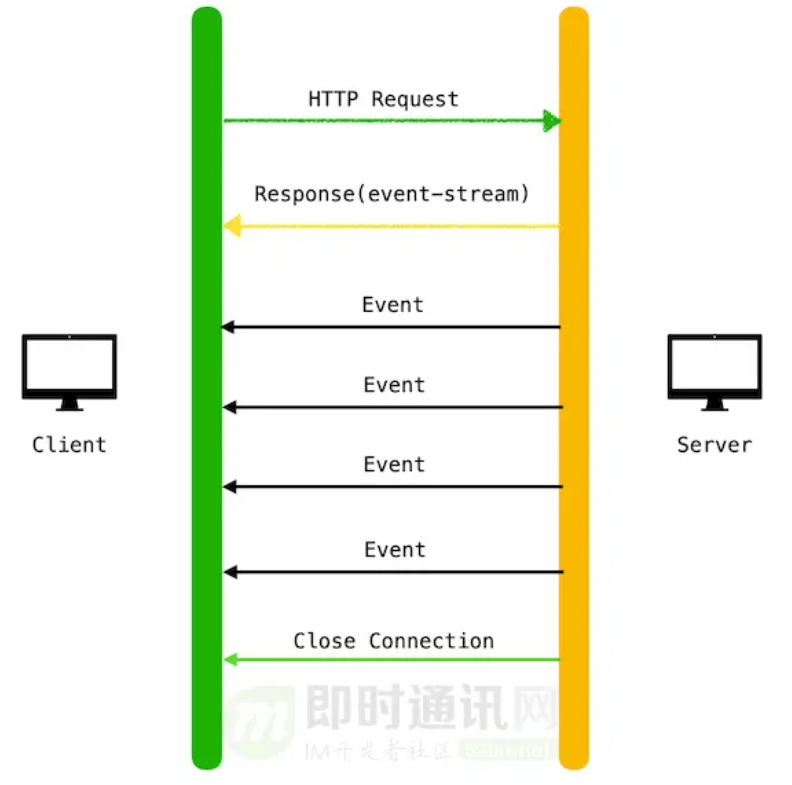 HTTP Request
Response(event-stream)
Event
Event
Client
Server
Event
Event
Close Connection
即时通讯网
IM开发者社区 52im.net